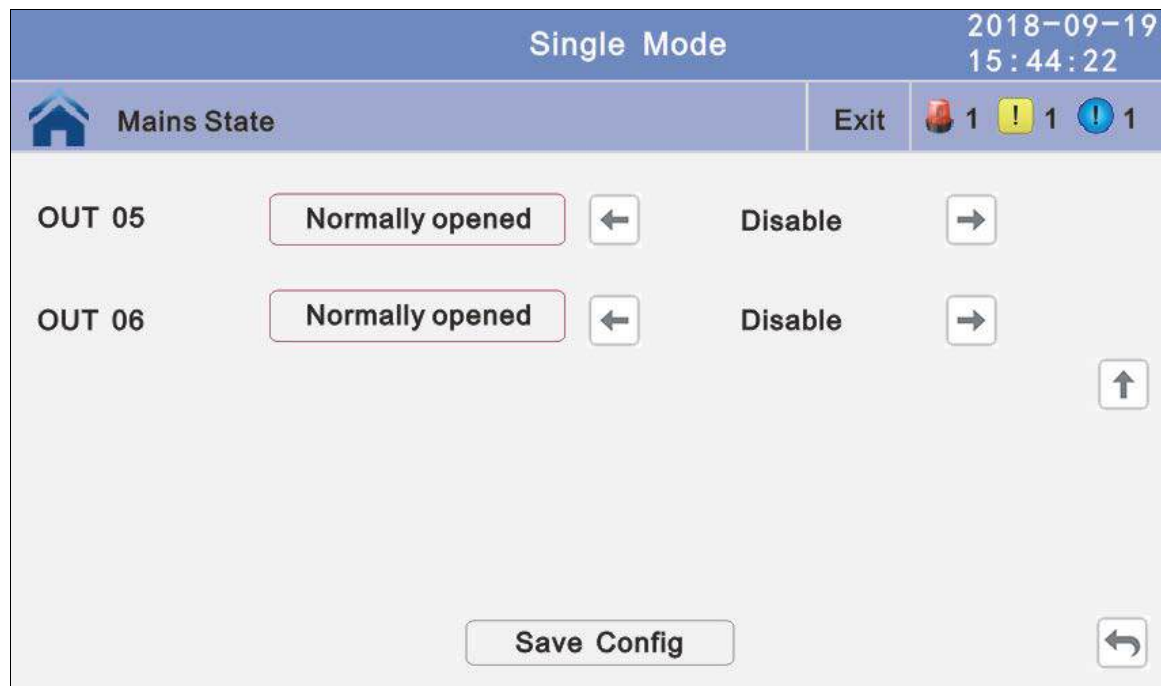 Single Mode
2018-09-19
15:44:22
Mains State
Exit
1
! 1
! 1
OUT 05 Normally opened Disable
OUT 06 Normally opened Disable
Save Config